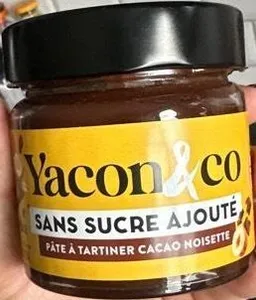 Yacon&co
SANS SUCRE AJOUTÉ
PÂTE À TARTINER CACAO NOISETTE